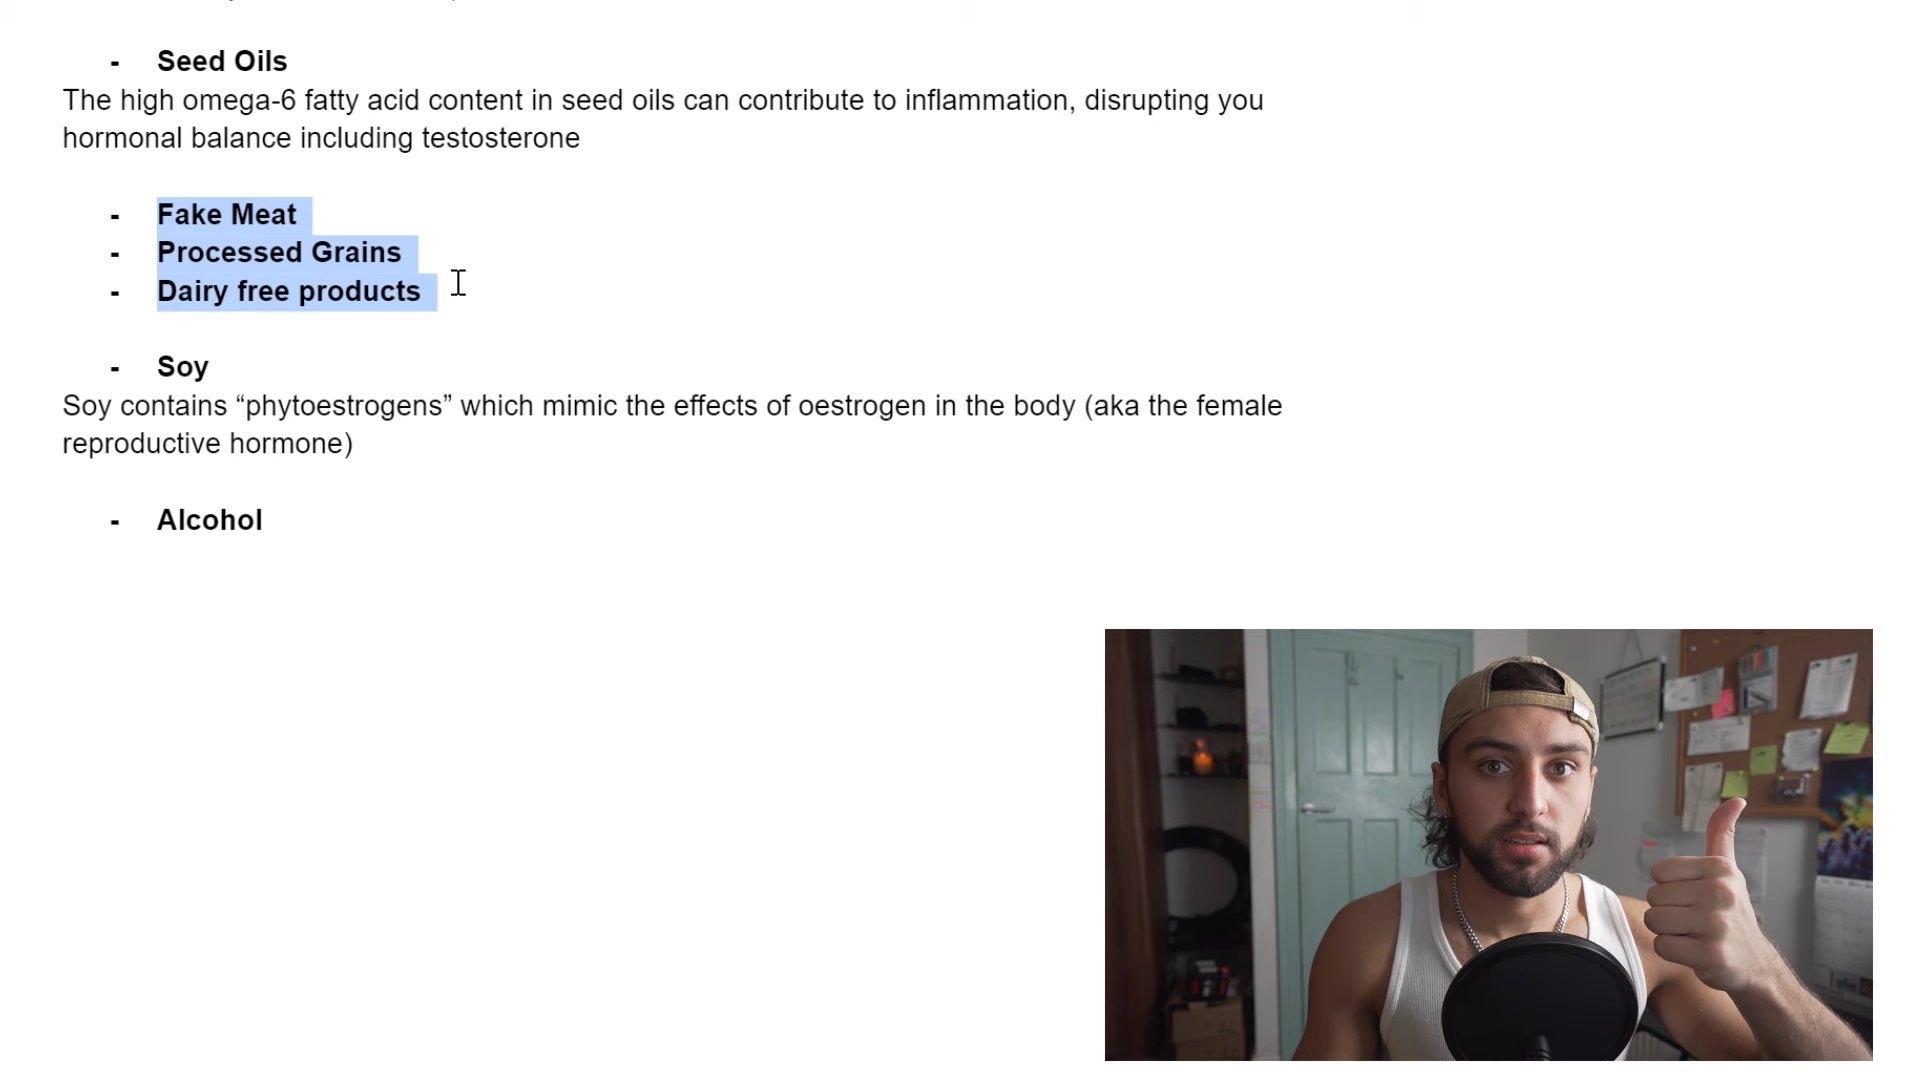 - Seed Oils
The high omega-6 fatty acid content in seed oils can contribute to inflammation, disrupting you
hormonal balance including testosterone
- Fake Meat
- Processed Grains
- Dairy free products
- Soy
Soy contains “phytoestrogens” which mimic the effects of oestrogen in the body (aka the female
reproductive hormone)
- Alcohol